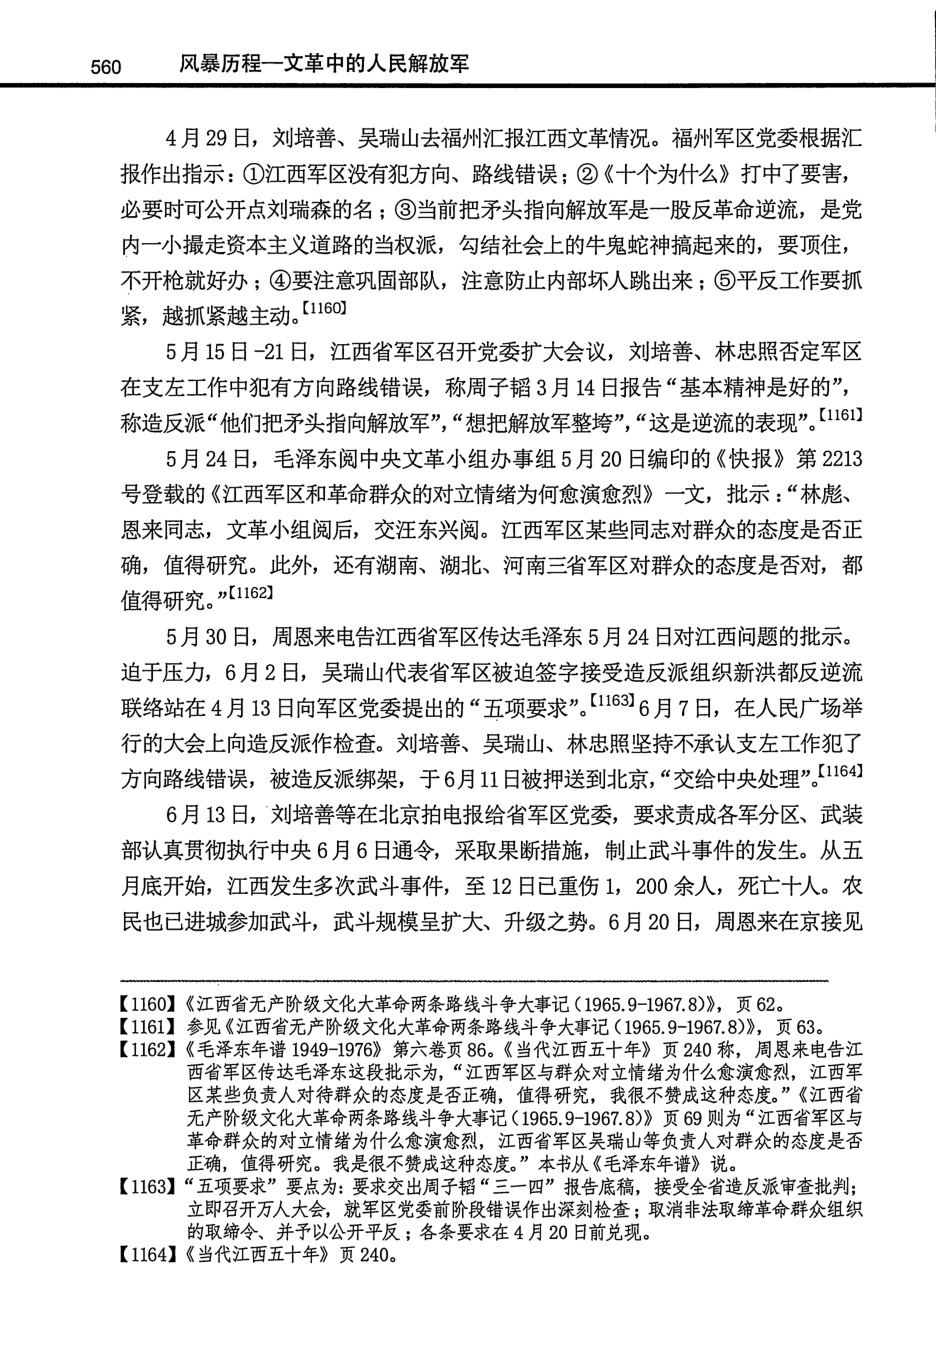 560 风暴历程—文革中的人民解放军
4月29日，刘培善、吴瑞山去福州汇报江西文革情况。福州军区党委根据汇
报作出指示：①江西军区没有犯方向、路线错误；②《十个为什么》打中了要害，
必要时可公开点刘瑞森的名；③当前把矛头指向解放军是一股反革命逆流，是党
内一小撮走资本主义道路的当权派，勾结社会上的牛鬼蛇神搞起来的，要顶住，
不开枪就好办；④要注意巩固部队，注意防止内部坏人跳出来；⑤平反工作要抓
紧，越抓紧越主动。【1160】
5月15日-21日，江西省军区召开党委扩大会议，刘培善、林忠照否定军区
在支左工作中犯有方向路线错误，称周子韬3月14日报告“基本精神是好的”，
称造反派“他们把矛头指向解放军”，“想把解放军整垮”，“这是逆流的表现”。【1161】
5月24日，毛泽东阅中央文革小组办事组5月20日编印的《快报》第2213
号登载的《江西军区和革命群众的对立情绪为何愈演愈烈》一文，批示：“林彪、
恩来同志，文革小组阅后，交汪东兴阅。江西军区某些同志对群众的态度是否正
确，值得研究。此外，还有湖南、湖北、河南三省军区对群众的态度是否对，都
值得研究。”【1162】
5月30日，周恩来电告江西省军区传达毛泽东5月24日对江西问题的批示。
迫于压力，6月2日，吴瑞山代表省军区被迫签字接受造反派组织新洪都反逆流
联络站在4月13日向军区党委提出的“五项要求”。【1163】6月7日，在人民广场举
行的大会上向造反派作检查。刘培善、吴瑞山、林忠照坚持不承认支左工作犯了
方向路线错误，被造反派绑架，于6月11日被押送到北京，“交给中央处理”。【1164】
6月13日，刘培善等在北京拍电报给省军区党委，要求责成各军分区、武装
部认真贯彻执行中央6月6日通令，采取果断措施，制止武斗事件的发生。从五
月底开始，江西发生多次武斗事件，至12日已重伤1，200余人，死亡十人。农
民也已进城参加武斗，武斗规模呈扩大、升级之势。6月20日，周恩来在京接见
【1160】《江西省无产阶级文化大革命两条路线斗争大事记（1965.9-1967.8）》，页62。
【1161】参见《江西省无产阶级文化大革命两条路线斗争大事记（1965.9-1967.8）》，页63。
【1162】《毛泽东年谱1949-1976》第六卷页86。《当代江西五十年》页240称，周恩来电告江
西省军区传达毛泽东这段批示为，“江西军区与群众对立情绪为什么愈演愈烈，江西军
区某些负责人对待群众的态度是否正确，值得研究，我很不赞成这种态度。”《江西省
无产阶级文化大革命两条路线斗争大事记（1965.9-1967.8）》页69则为“江西省军区与
革命群众的对立情绪为什么愈演愈烈，江西省军区吴瑞山等负责人对群众的态度是否
正确，值得研究。我是很不赞成这种态度。”本书从《毛泽东年谱》说。
【1163】“五项要求”要点为：要求交出周子韬“三一四”报告底稿，接受全省造反派审查批判；
立即召开万人大会，就军区党委前阶段错误作出深刻检查；取消非法取缔革命群众组织
的取缔令、并予以公开平反；各条要求在4月20日前兑现。
【1164】《当代江西五十年》页240。